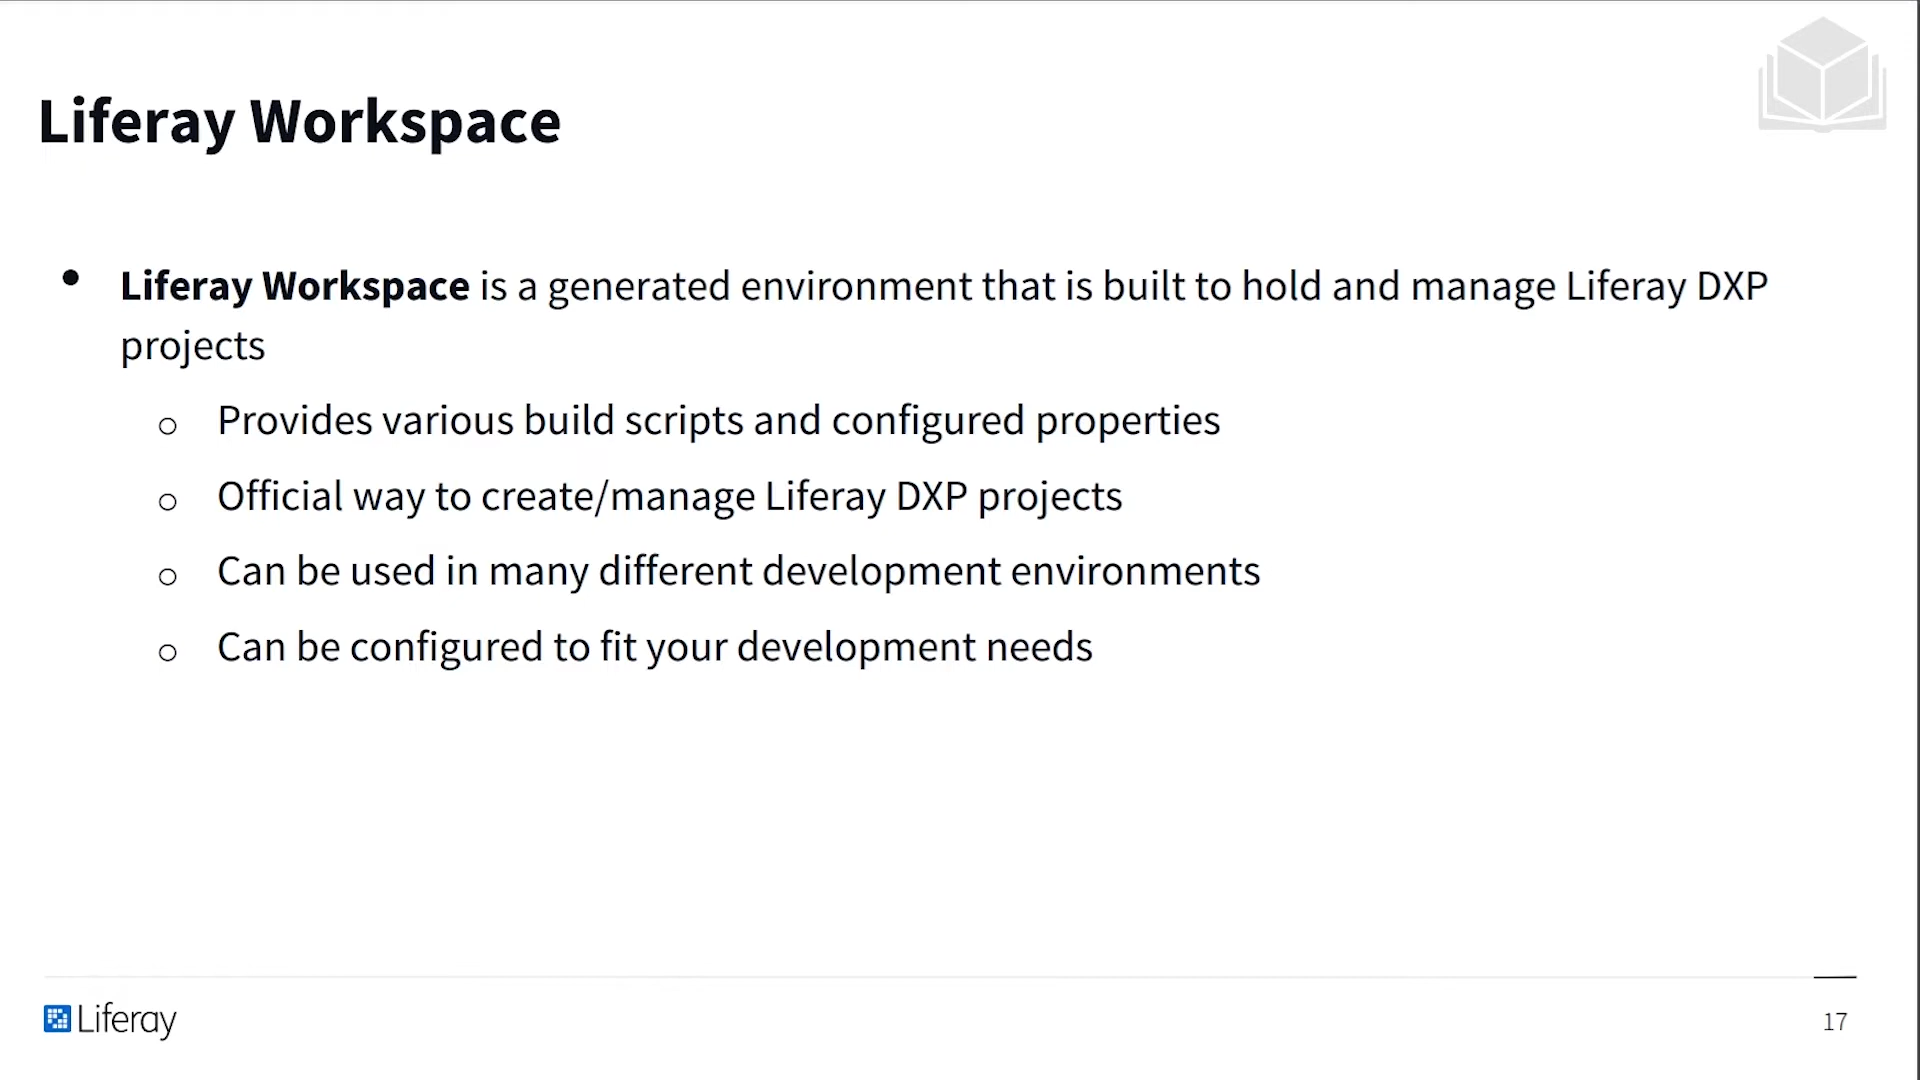 Liferay Workspace
• Liferay Workspace is a generated environment that is built to hold and manage Liferay DXP
projects
○ Provides various build scripts and configured properties
○ Official way to create/manage Liferay DXP projects
○ Can be used in many different development environments
○ Can be configured to fit your development needs
Liferay
17